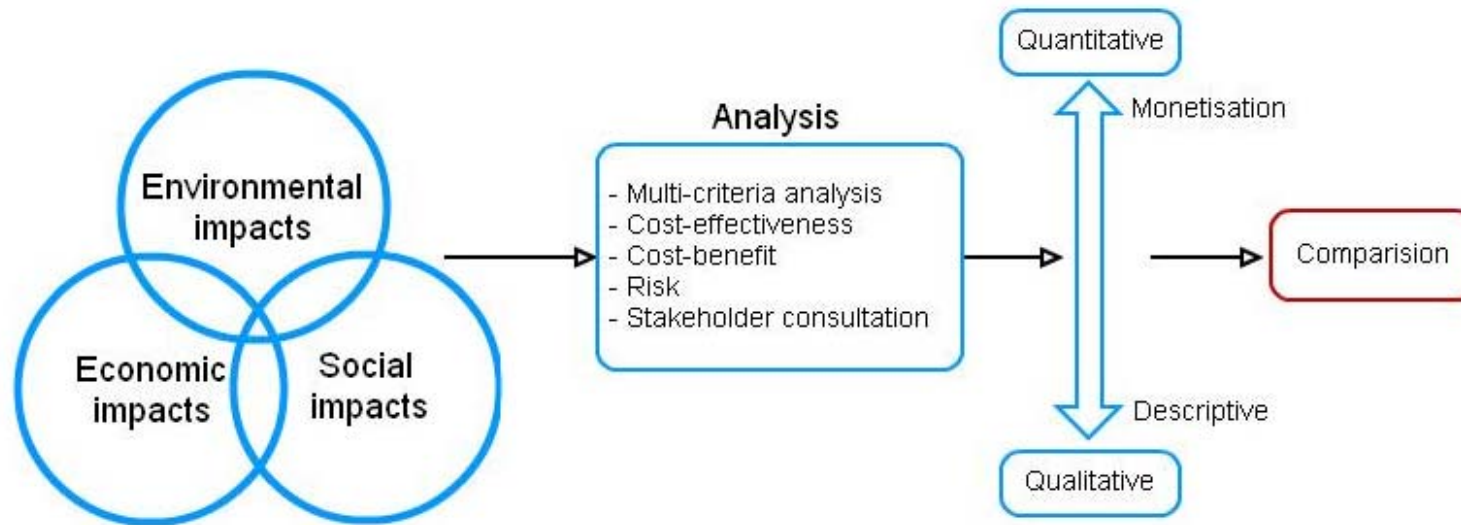 Environmental
impacts
Economic
impacts
Social
impacts
Analysis
- Multi-criteria analysis
- Cost-effectiveness
- Cost-benefit
- Risk
- Stakeholder consultation
Quantitative
Monetisation
Descriptive
Qualitative
Comparision